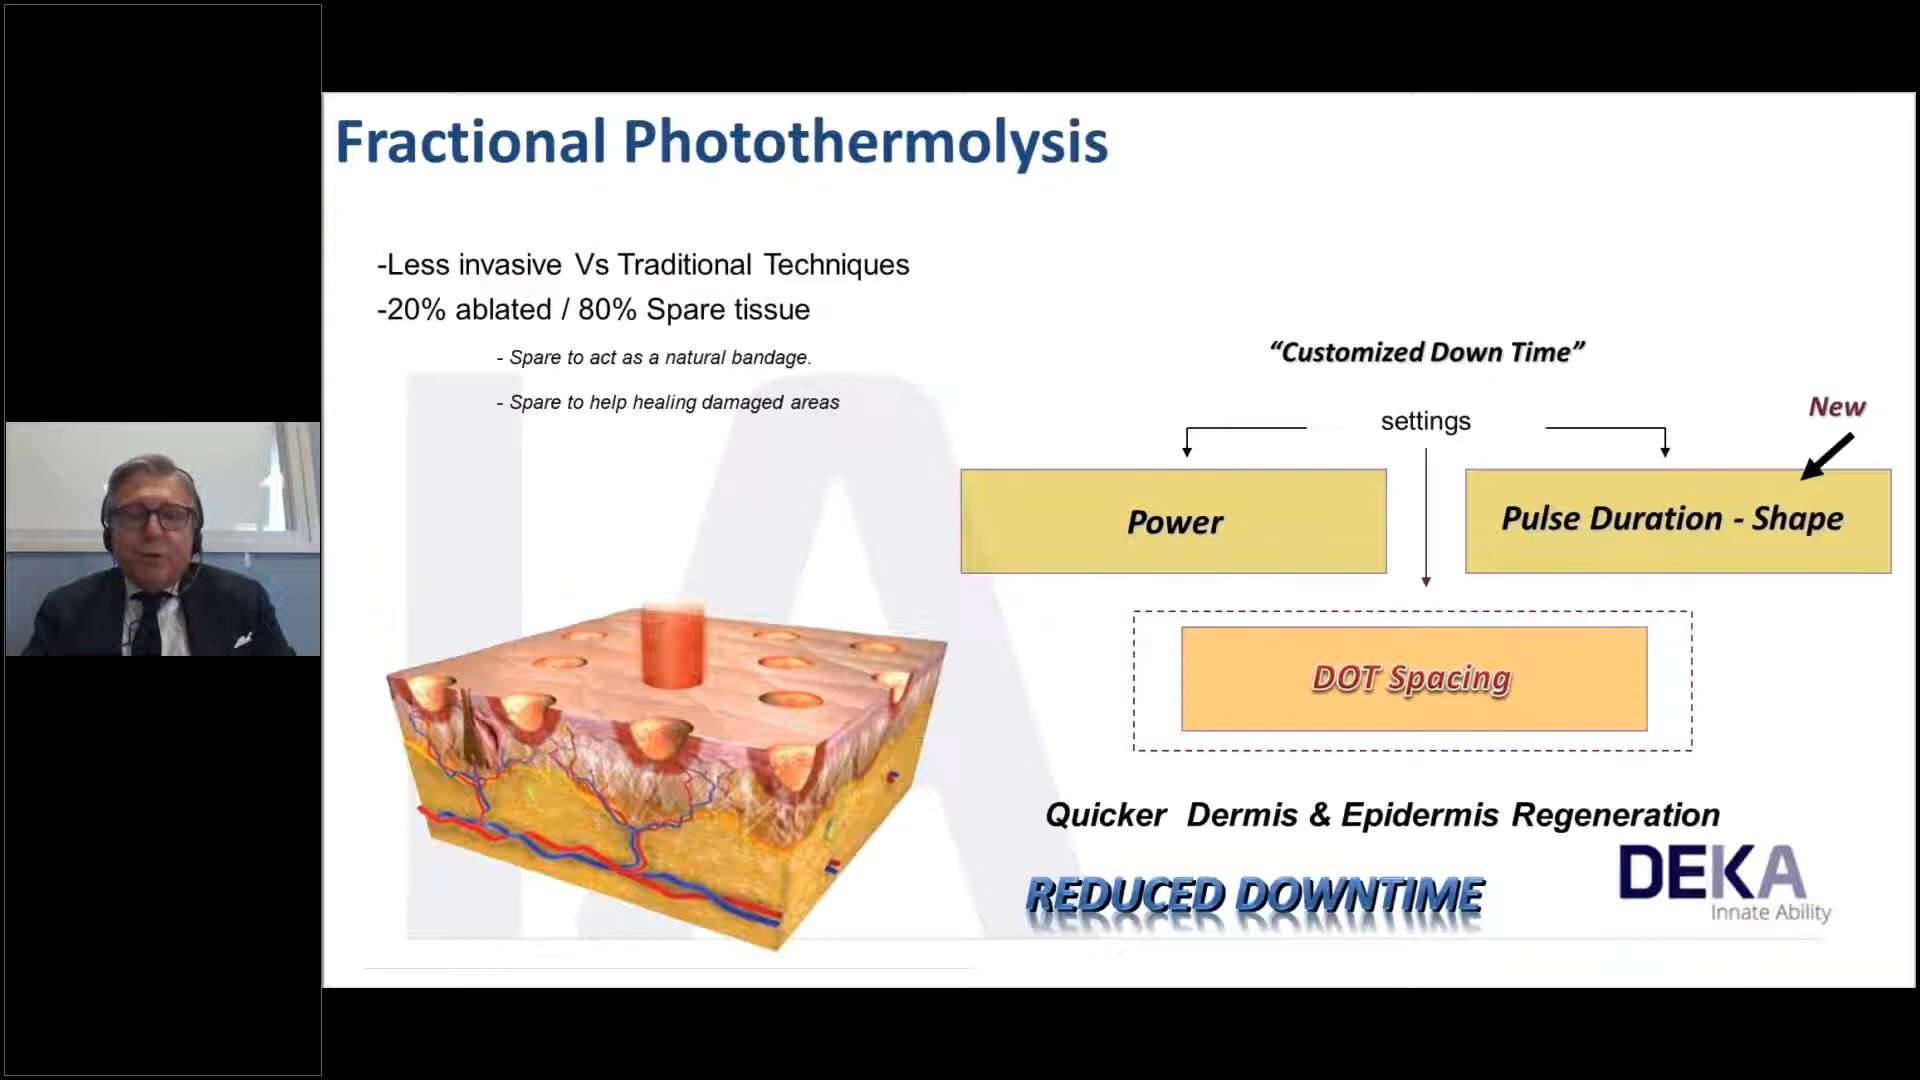 Fractional Photothermolysis
-Less invasive Vs Traditional Techniques
-20% ablated / 80% Spare tissue
- Spare to act as a natural bandage.
- Spare to help healing damaged areas
“Customized Down Time”
settings
New
Power
Pulse Duration - Shape
DOT Spacing
Quicker Dermis & Epidermis Regeneration
REDUCED DOWNTIME
DEKA
Innate Ability